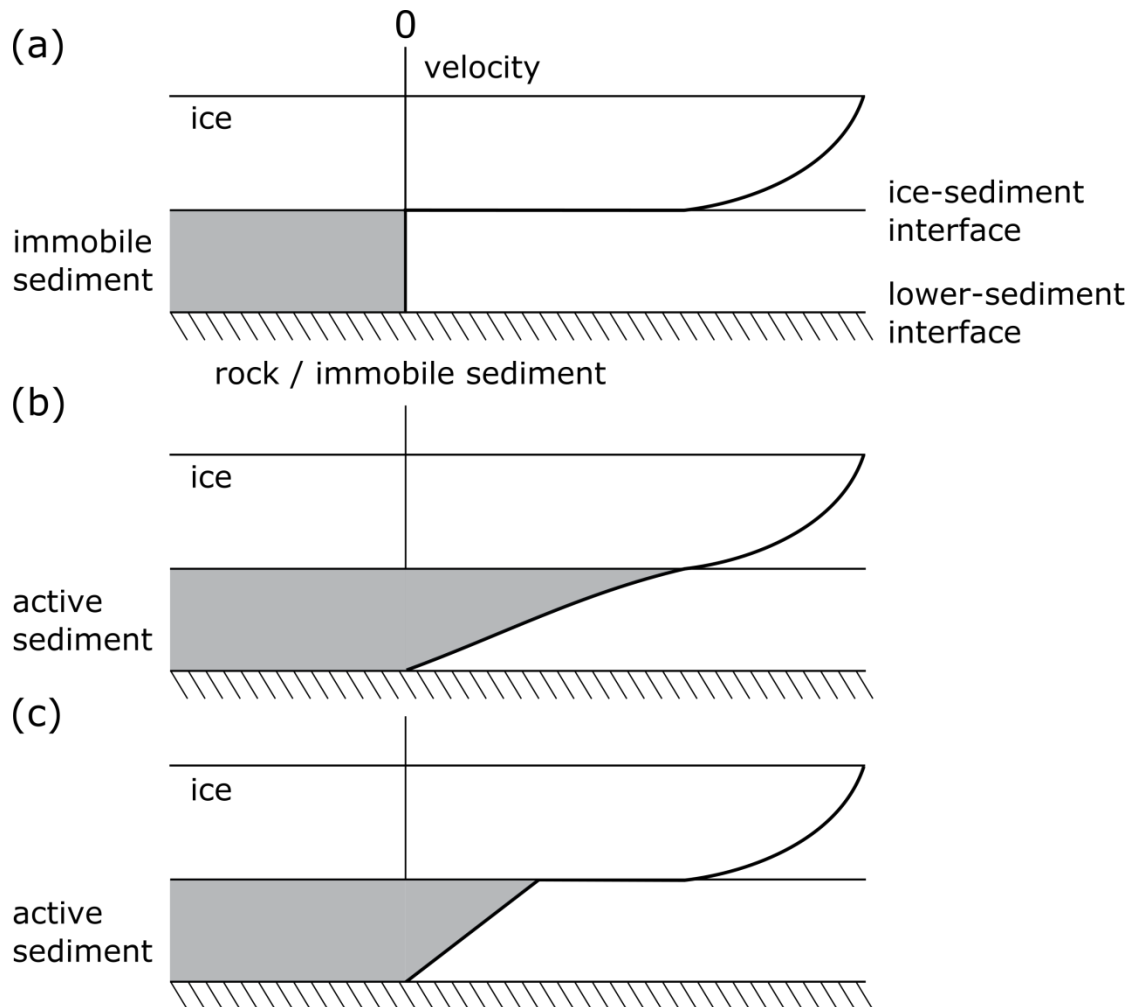 (a)
0
velocity
ice
ice-sediment
interface
immobile
sediment
lower-sediment
interface
rock / immobile sediment
(b)
ice
active
sediment
(c)
ice
active
sediment